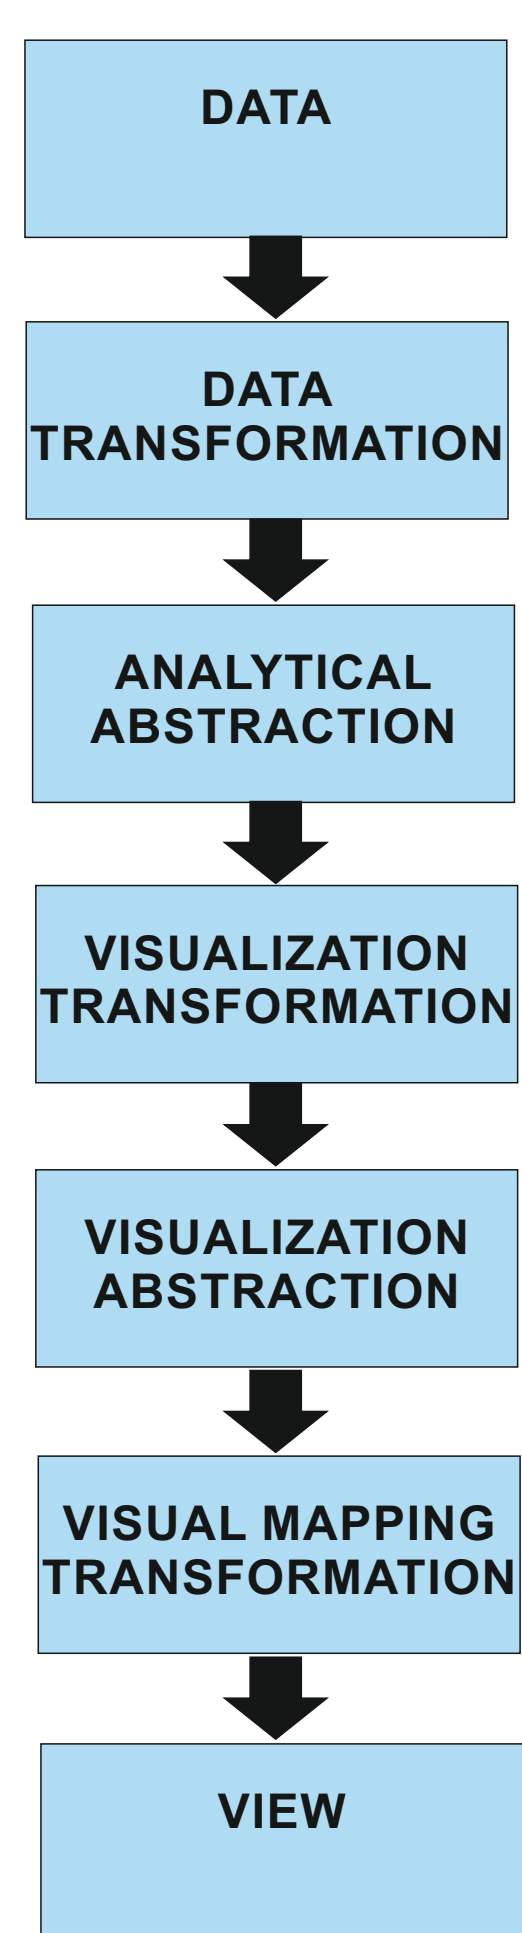 DATA
DATA
TRANSFORMATION
ANALYTICAL
ABSTRACTION
VISUALIZATION
TRANSFORMATION
VISUALIZATION
ABSTRACTION
VISUAL MAPPING
TRANSFORMATION
VIEW